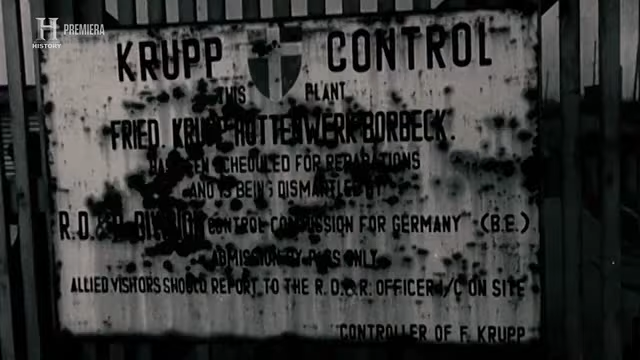 H
HISTORY
PREMIERA
KRUPP CONTROL
THIS PLANT
FRIED. KRUPP HÜTTENWERK BORBECK.
HAS BEEN SCHEDULED FOR REPARATIONS
AND IS BEING DISMANTLED BY
R.D.&R. DIVISION CONTROL COMMISSION FOR GERMANY (B.E.)
ADMISSION BY PASS ONLY
ALLIED VISITORS SHOULD REPORT TO THE R.D.&R. OFFICER I/C ON SITE
CONTROLLER OF F. KRUPP